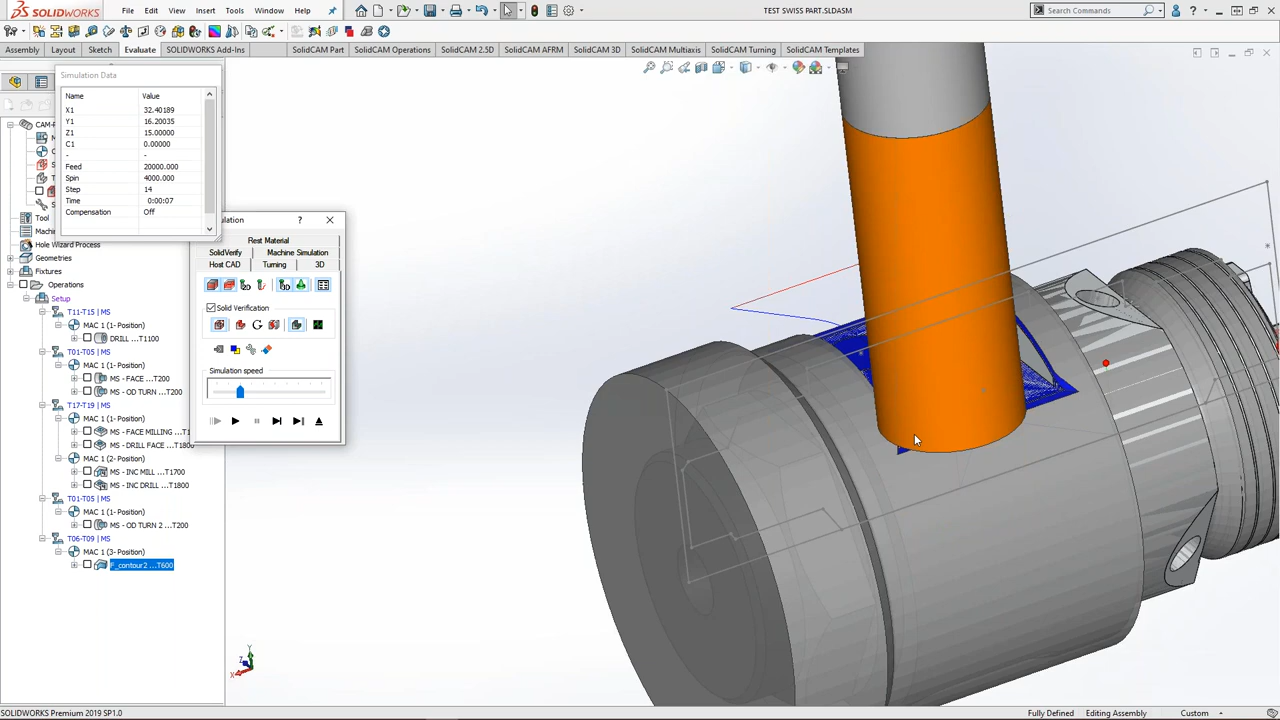 SOLIDWORKS
File Edit View Insert Tools Window Help
TEST SWISS PART.SLDASM
Search Commands
Assembly Layout Sketch Evaluate SOLIDWORKS Add-Ins SolidCAM Part SolidCAM Operations SolidCAM 2.5D SolidCAM AFRM SolidCAM 3D SolidCAM Multiaxis SolidCAM Turning SolidCAM Templates
Simulation Data
Name Value
X1 32.40189
Y1 16.20035
Z1 15.00000
C1 0.00000
- -
Feed 20000.000
Spin 4000.000
Step 14
Time 0:00:07
Compensation Off
Tool
Hole Wizard Process
Geometries
Fixtures
Operations
Setup
T11-T15 | MS
MAC 1 (1- Position)
DRILL ...T1100
T01-T05 | MS
MAC 1 (1- Position)
MS - FACE ...T200
MS - OD TURN ...T200
T17-T19 | MS
MAC 1 (1- Position)
MS - FACE MILLING ...T1
MS - DRILL FACE ...T1800
MAC 1 (2- Position)
MS - INC MILL ...T1700
MS - INC DRILL ...T1800
T01-T05 | MS
MAC 1 (1- Position)
MS - OD TURN 2 ...T200
T06-T09 | MS
MAC 1 (3- Position)
F_contour2 ...T600
? ×
Rest Material
SolidVerify Machine Simulation
Host CAD Turning 3D
Solid Verification
Simulation speed
Y
Z
X
SOLIDWORKS Premium 2019 SP1.0
Fully Defined Editing Assembly Custom